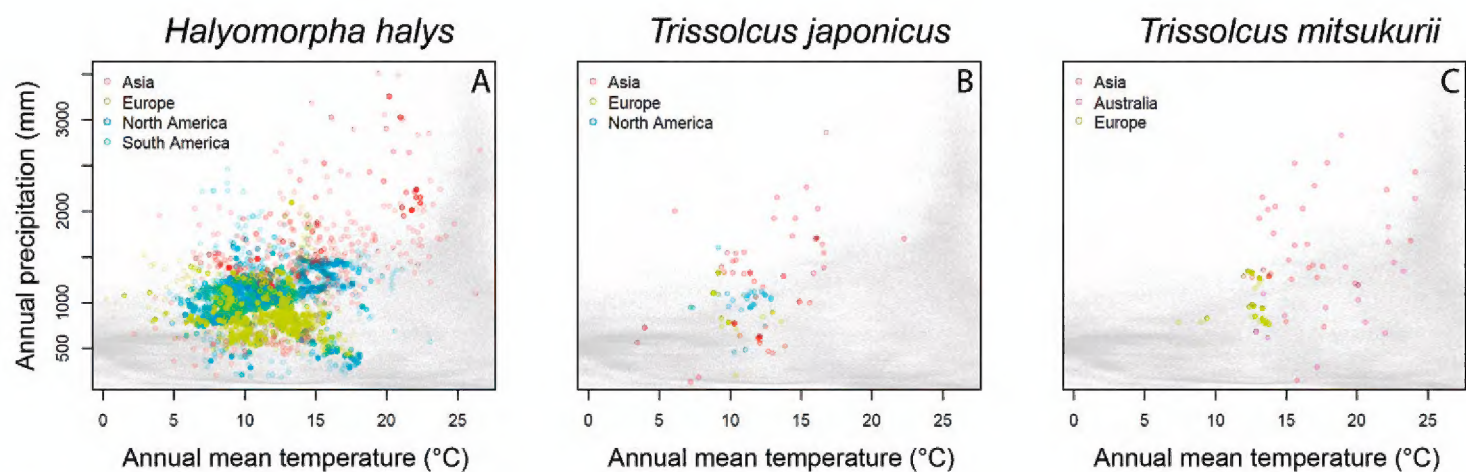 Halyomorpha halys
Trissolcus japonicus
Trissolcus mitsukurii
Annual precipitation (mm)
3000
2000
1000
500
A
Asia
Europe
North America
South America
0 5 10 15 20 25
Annual mean temperature (°C)
B
Asia
Europe
North America
0 5 10 15 20 25
Annual mean temperature (°C)
C
Asia
Australia
Europe
0 5 10 15 20 25
Annual mean temperature (°C)